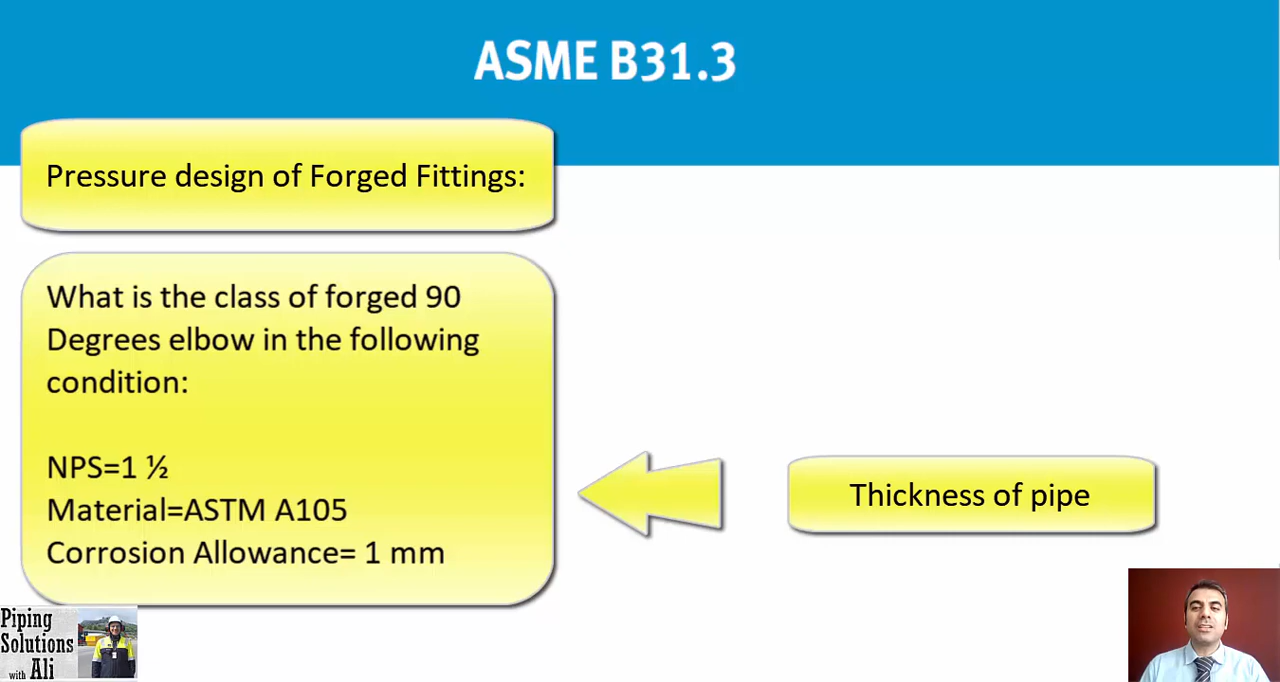 ASME B31.3
Pressure design of Forged Fittings:
What is the class of forged 90
Degrees elbow in the following
condition:
NPS=1 ½
Material=ASTM A105
Corrosion Allowance= 1 mm
Thickness of pipe
Piping
Solutions
with Ali